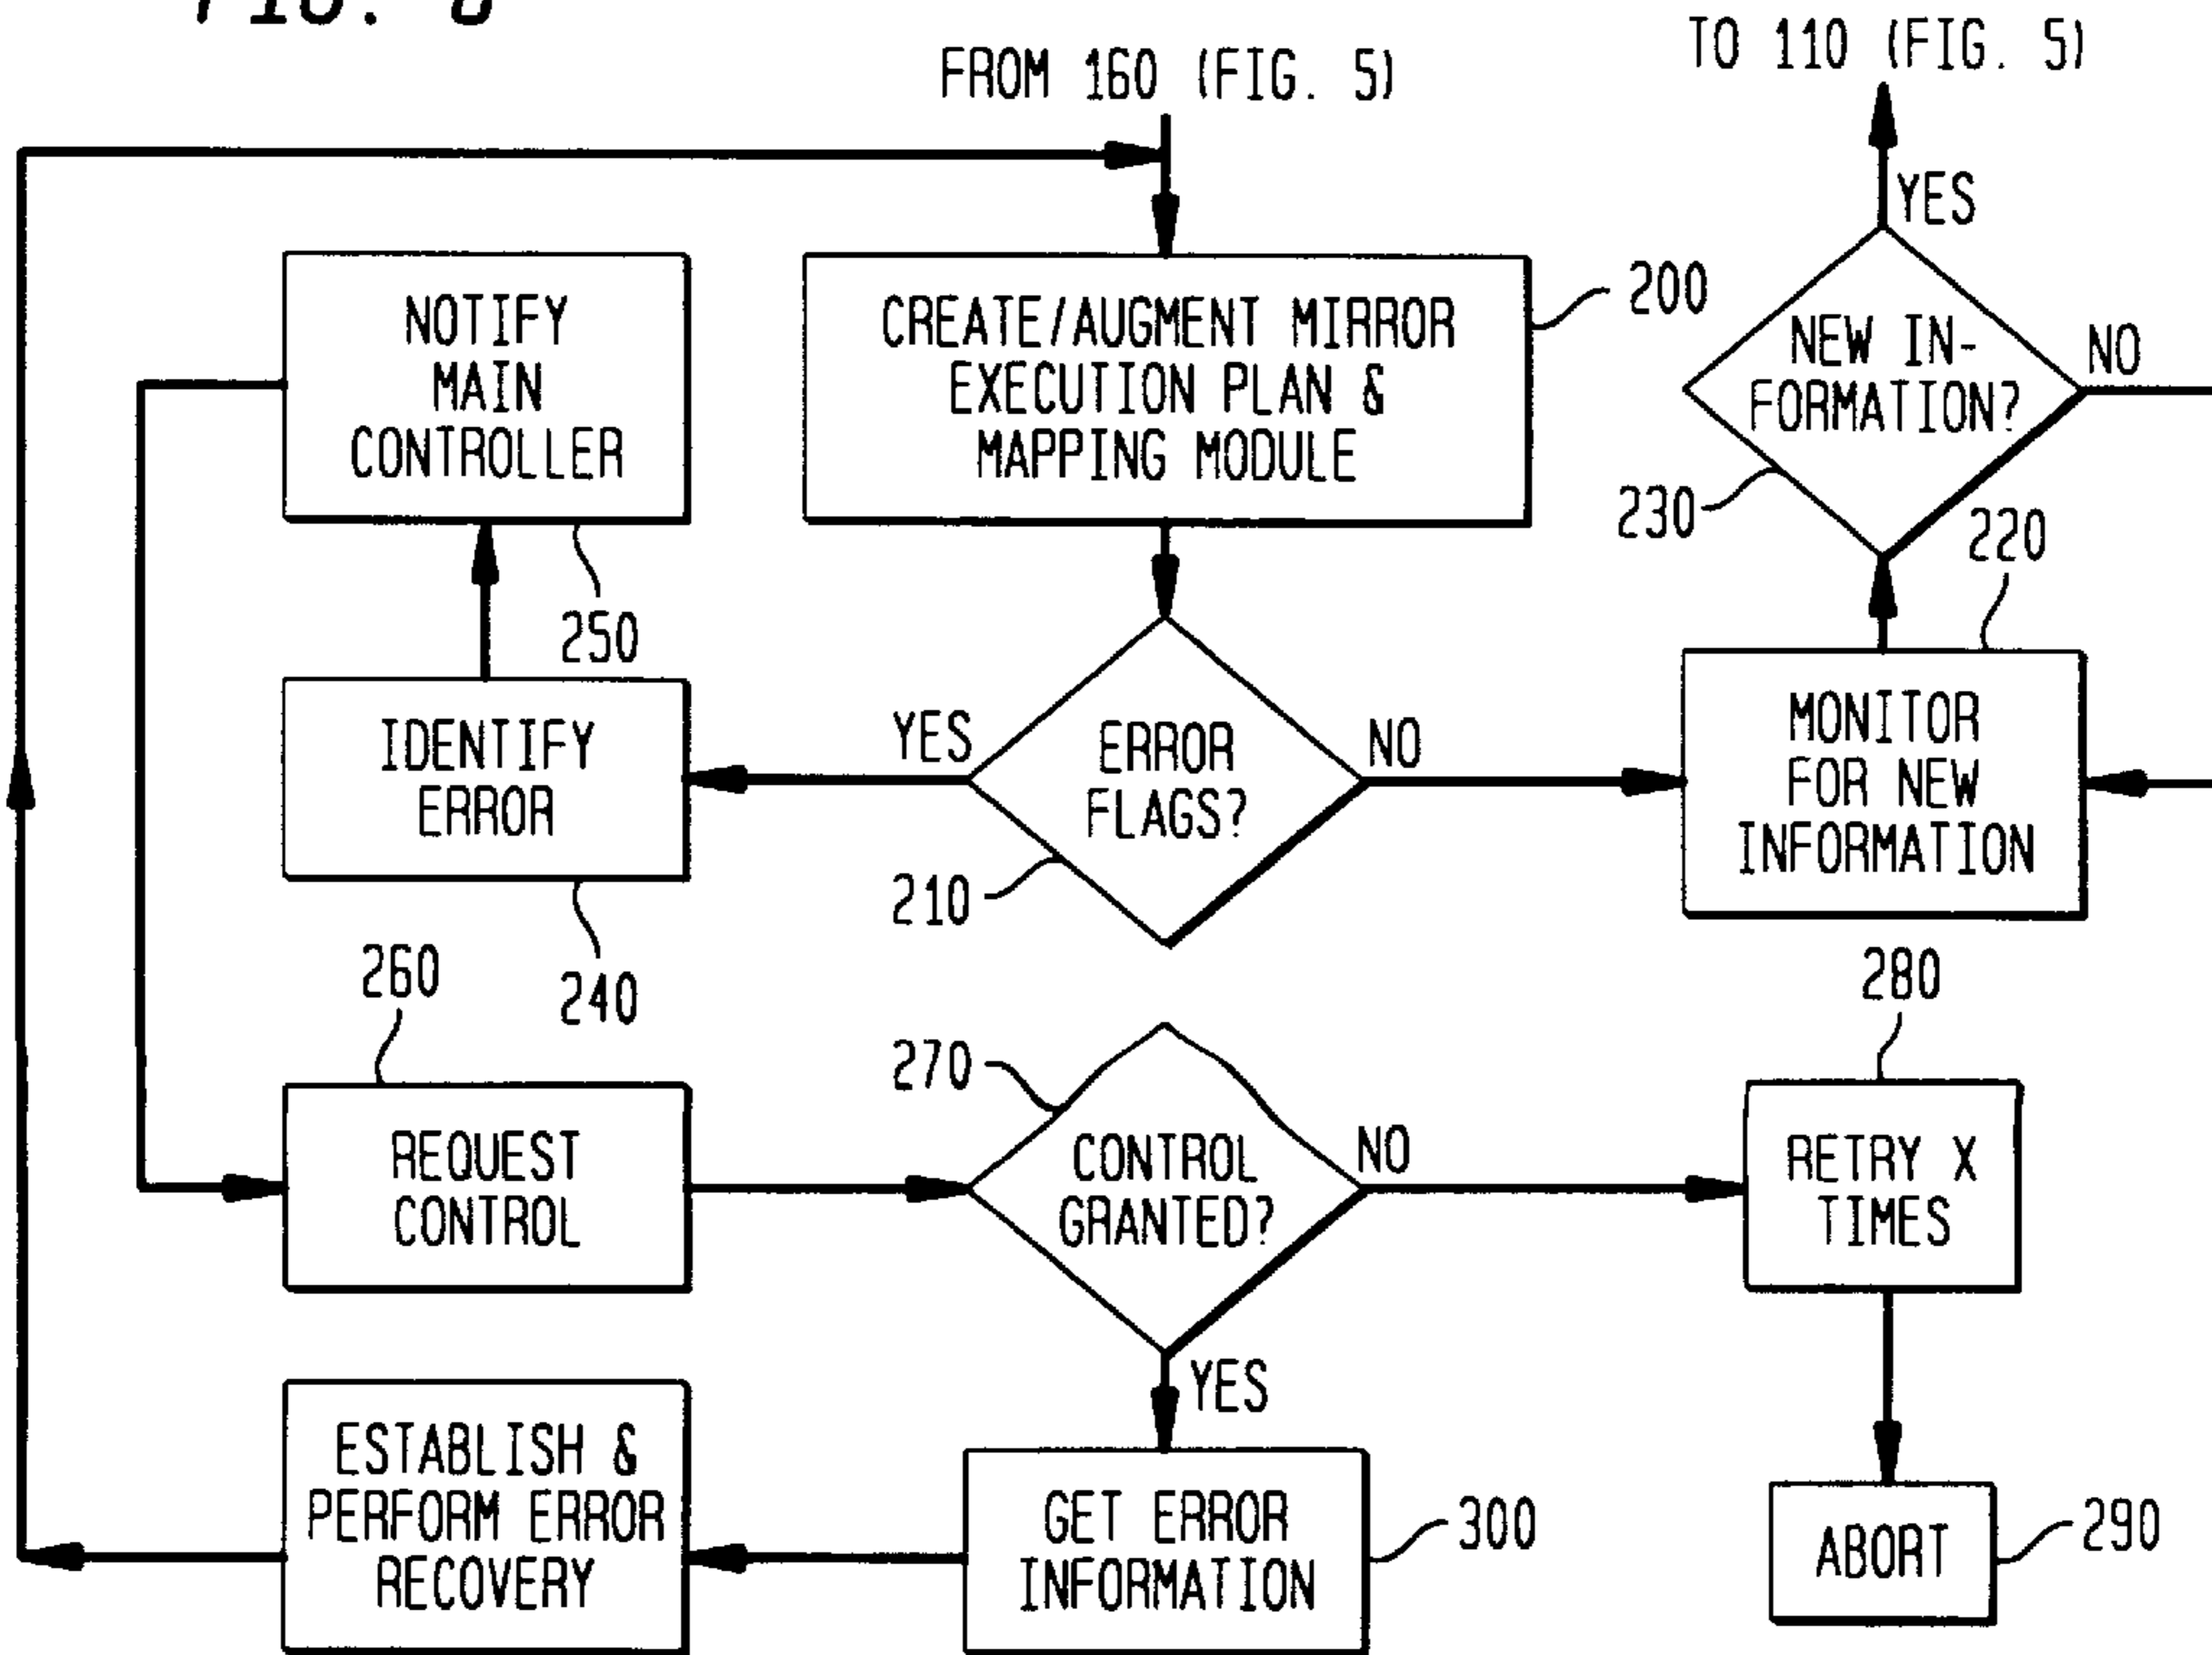 FROM 160 (FIG. 5)
TO 110 (FIG. 5)
YES
NOTIFY
MAIN
CONTROLLER
250
CREATE/AUGMENT MIRROR
EXECUTION PLAN &
MAPPING MODULE
200
NEW IN-
FORMATION?
NO
230
220
IDENTIFY
ERROR
240
YES
ERROR
FLAGS?
NO
210
MONITOR
FOR NEW
INFORMATION
260
REQUEST
CONTROL
270
CONTROL
GRANTED?
NO
YES
280
RETRY X
TIMES
ESTABLISH &
PERFORM ERROR
RECOVERY
GET ERROR
INFORMATION
300
ABORT
290